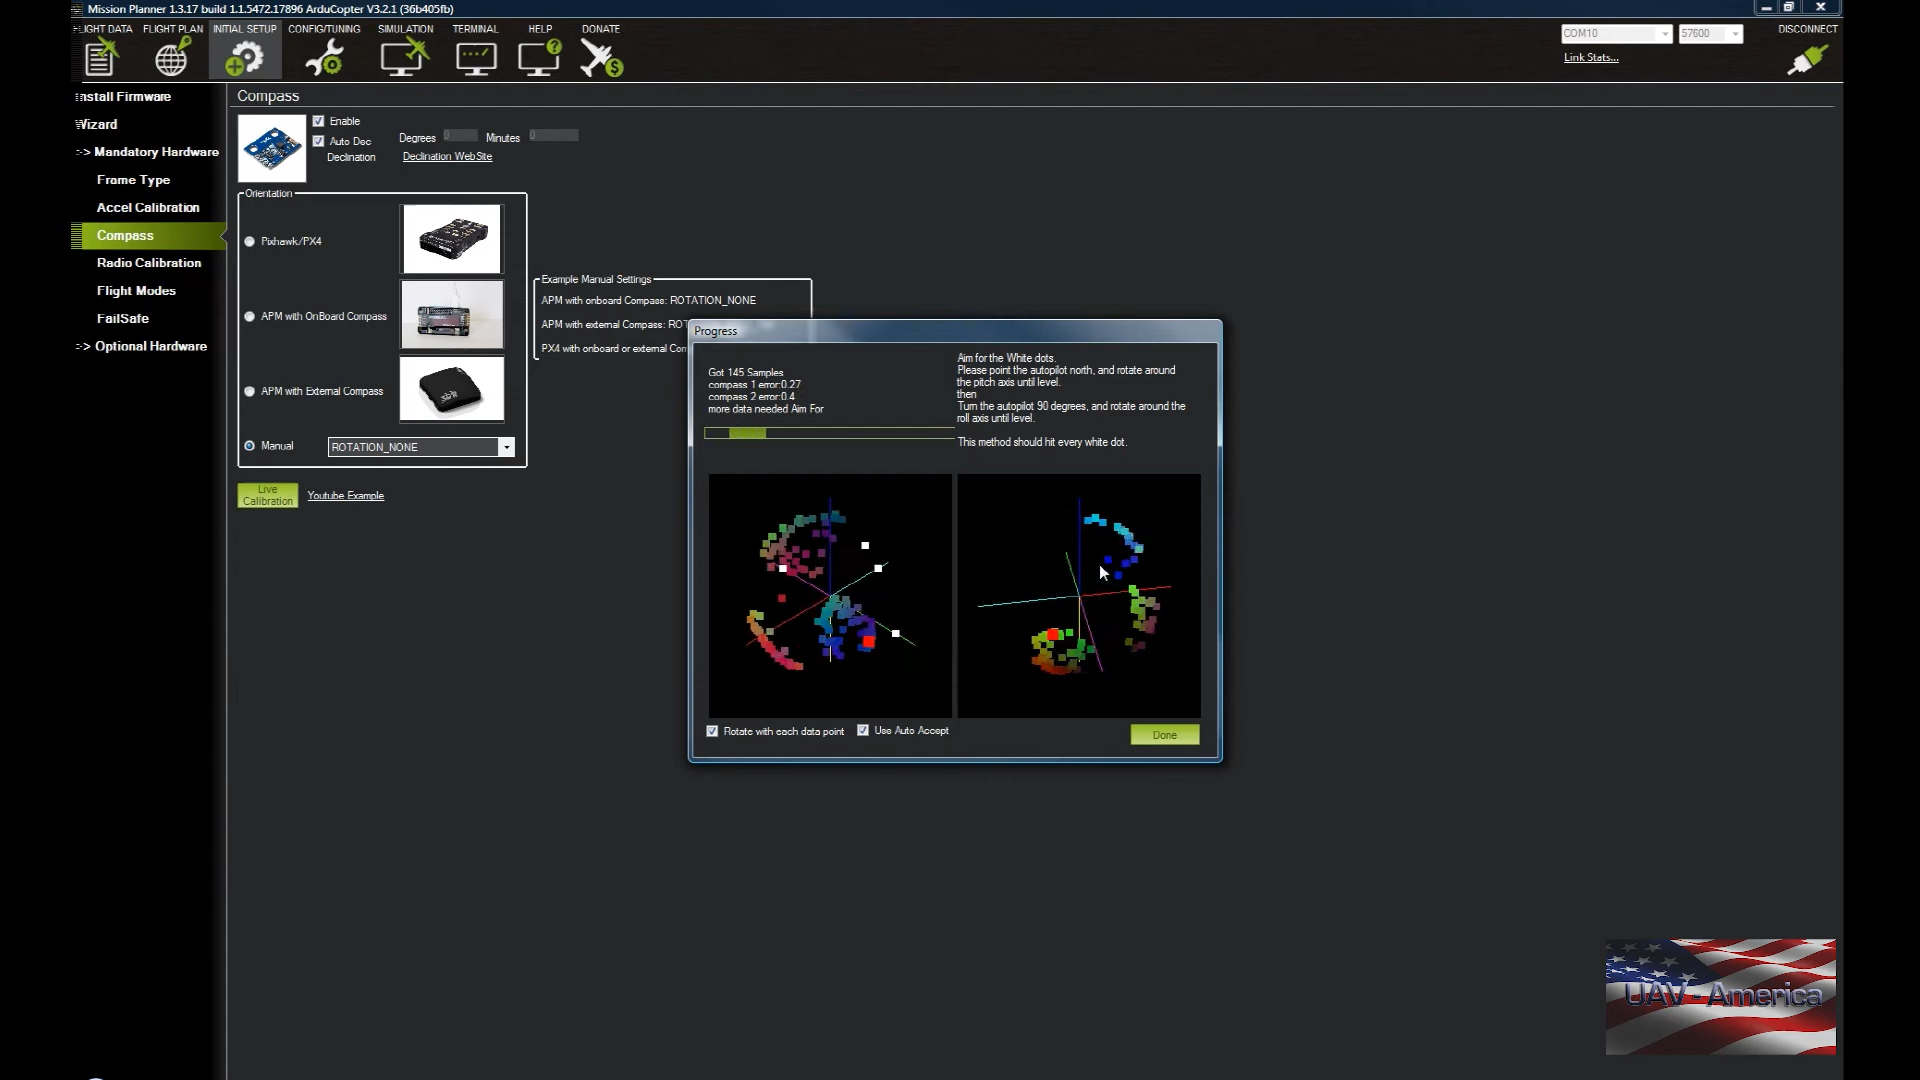 Mission Planner 1.3.17 build 1.1.5472.17896 ArduCopter V3.2.1 (36b405fb)
LIGHT DATA FLIGHT PLAN INITIAL SETUP CONFIG/TUNING SIMULATION TERMINAL HELP DONATE
COM10 57600 DISCONNECT
Link Stats...
nstall Firmware
Wizard
>> Mandatory Hardware
Frame Type
Accel Calibration
Compass
Radio Calibration
Flight Modes
FailSafe
>> Optional Hardware
Compass
Enable
Auto Dec
Declination
Degrees 0 Minutes 0
Declination WebSite
Orientation
Pixhawk/PX4
APM with OnBoard Compass
APM with External Compass
Manual ROTATION_NONE
Live
Calibration
Youtube Example
Example Manual Settings
APM with onboard Compass: ROTATION_NONE
APM with external Compass: ROT
PX4 with onboard or external Com
Progress
Got 145 Samples
compass 1 error:0.27
compass 2 error:0.4
more data needed Aim For
Aim for the White dots.
Please point the autopilot north, and rotate around
the pitch axis until level.
then
Turn the autopilot 90 degrees, and rotate around the
roll axis until level.
This method should hit every white dot.
Rotate with each data point Use Auto Accept
Done
UAV - America